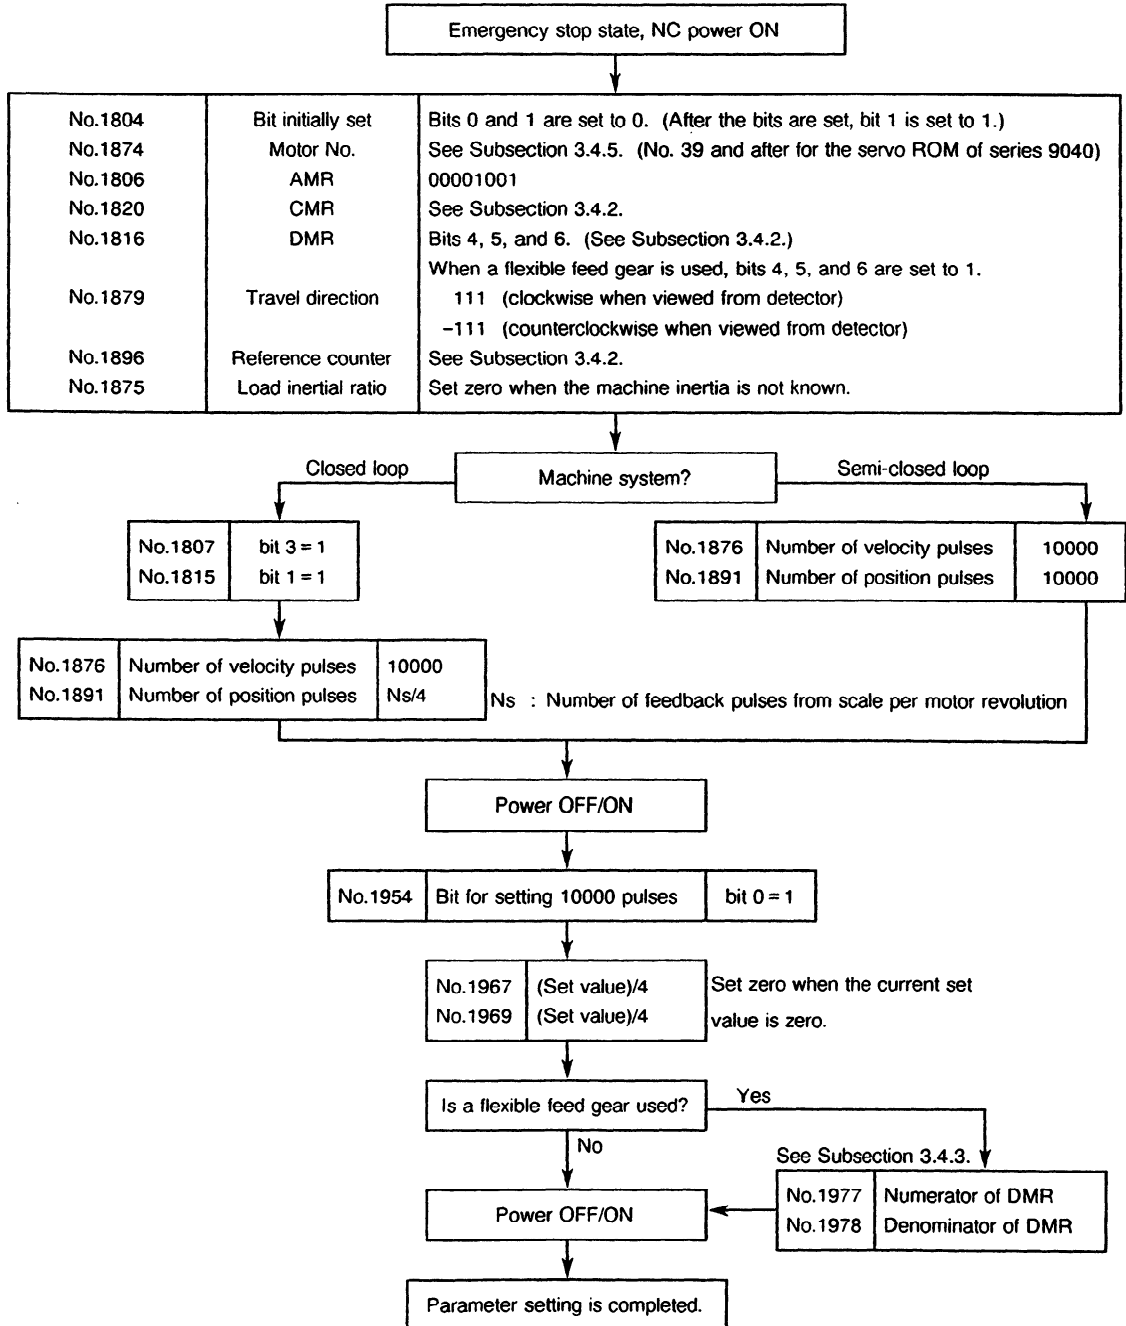 Emergency stop state, NC power ON
No.1804 Bit initially set Bits 0 and 1 are set to 0. (After the bits are set, bit 1 is set to 1.)
No.1874 Motor No. See Subsection 3.4.5. (No. 39 and after for the servo ROM of series 9040)
No.1806 AMR 00001001
No.1820 CMR See Subsection 3.4.2.
No.1816 DMR Bits 4, 5, and 6. (See Subsection 3.4.2.)
When a flexible feed gear is used, bits 4, 5, and 6 are set to 1.
No.1879 Travel direction 111 (clockwise when viewed from detector)
-111 (counterclockwise when viewed from detector)
No.1896 Reference counter See Subsection 3.4.2.
No.1875 Load inertial ratio Set zero when the machine inertia is not known.
Closed loop Machine system? Semi-closed loop
No.1807 bit 3 = 1
No.1815 bit 1 = 1
No.1876 Number of velocity pulses 10000
No.1891 Number of position pulses 10000
No.1876 Number of velocity pulses 10000
No.1891 Number of position pulses Ns/4
Ns : Number of feedback pulses from scale per motor revolution
Power OFF/ON
No.1954 Bit for setting 10000 pulses bit 0 = 1
No.1967 (Set value)/4
No.1969 (Set value)/4
Set zero when the current set
value is zero.
Is a flexible feed gear used? Yes
No
See Subsection 3.4.3.
No.1977 Numerator of DMR
No.1978 Denominator of DMR
Power OFF/ON
Parameter setting is completed.